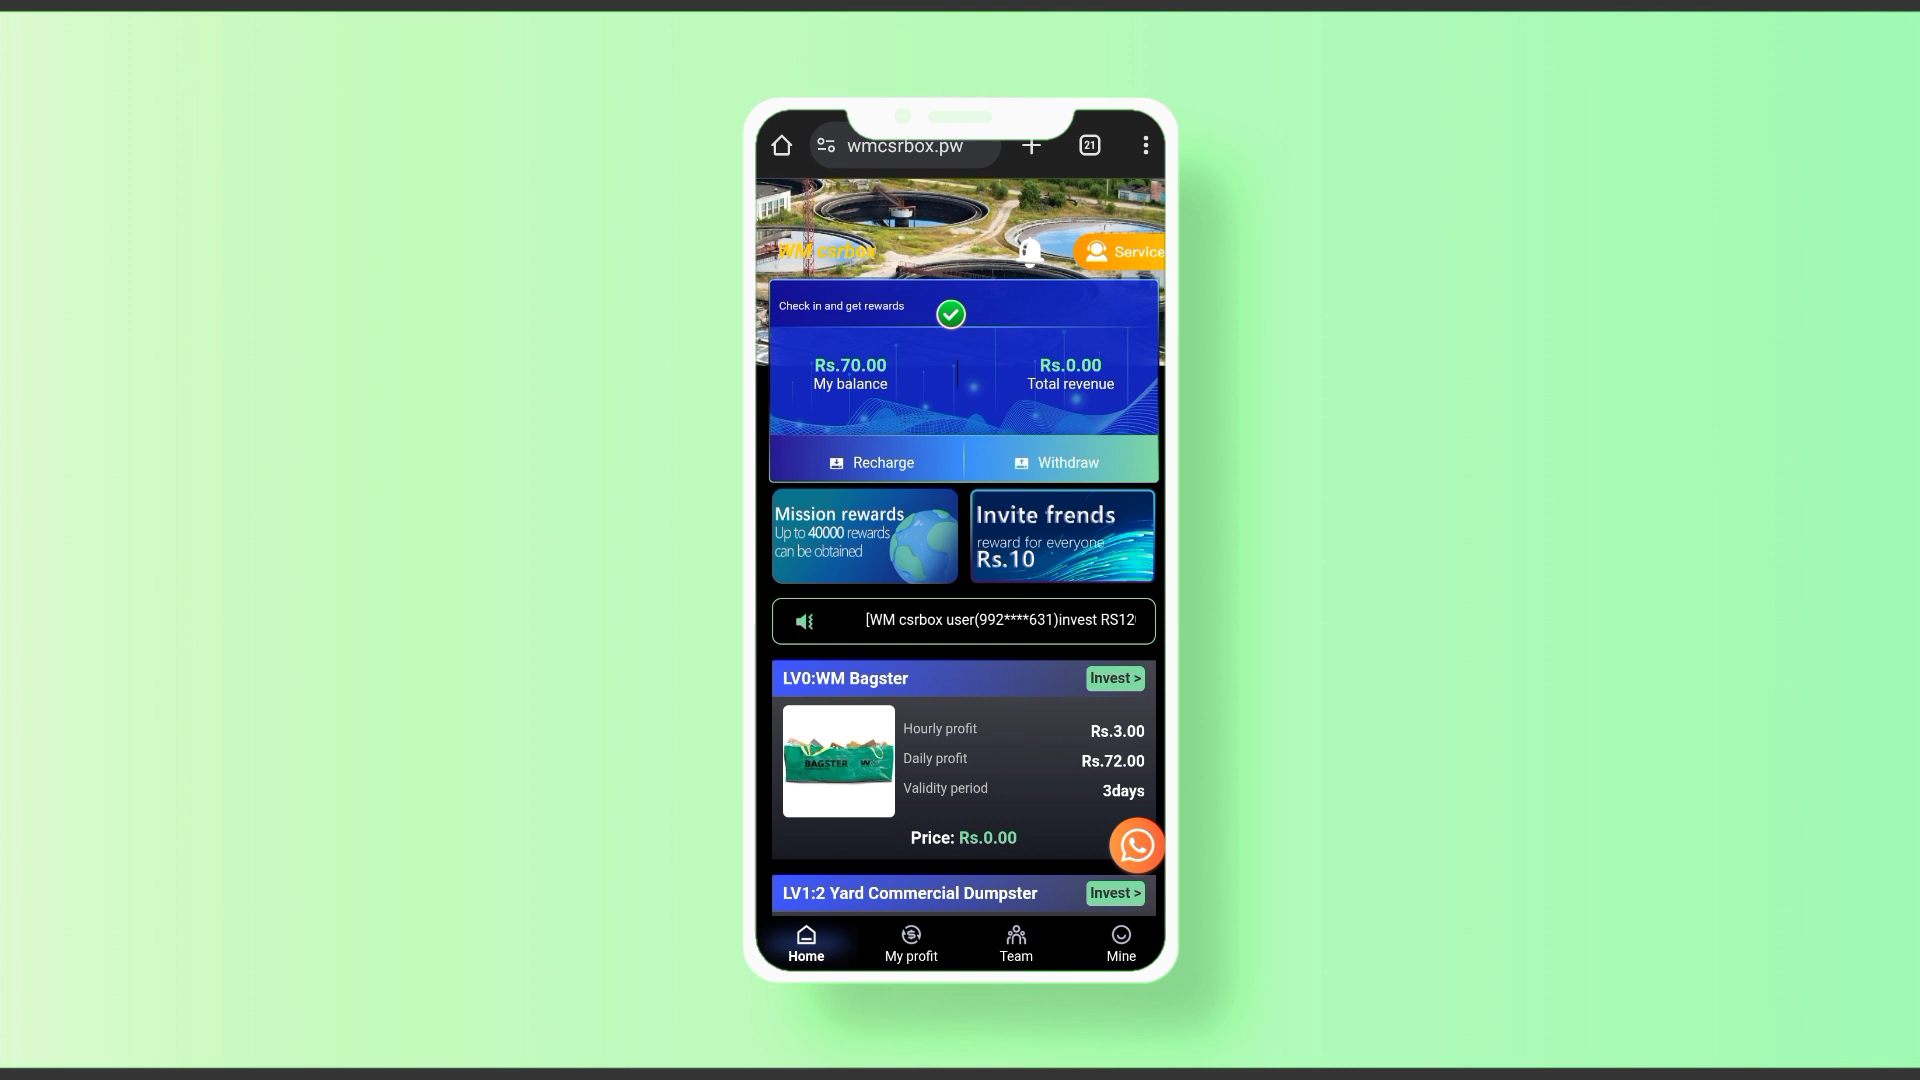 wmcsrbox.pw
21
WM csrbox
Service
Check in and get rewards
Rs.70.00
Rs.0.00
My balance
Total revenue
Recharge
Withdraw
Mission rewards
Up to 40000 rewards
can be obtained
Invite frends
reward for everyone
Rs.10
[WM csrbox user(992****631)invest RS12
LV0:WM Bagster
Invest >
BAGSTER
Hourly profit
Rs.3.00
Daily profit
Rs.72.00
Validity period
3days
Price: Rs.0.00
LV1:2 Yard Commercial Dumpster
Invest >
Home
My profit
Team
Mine